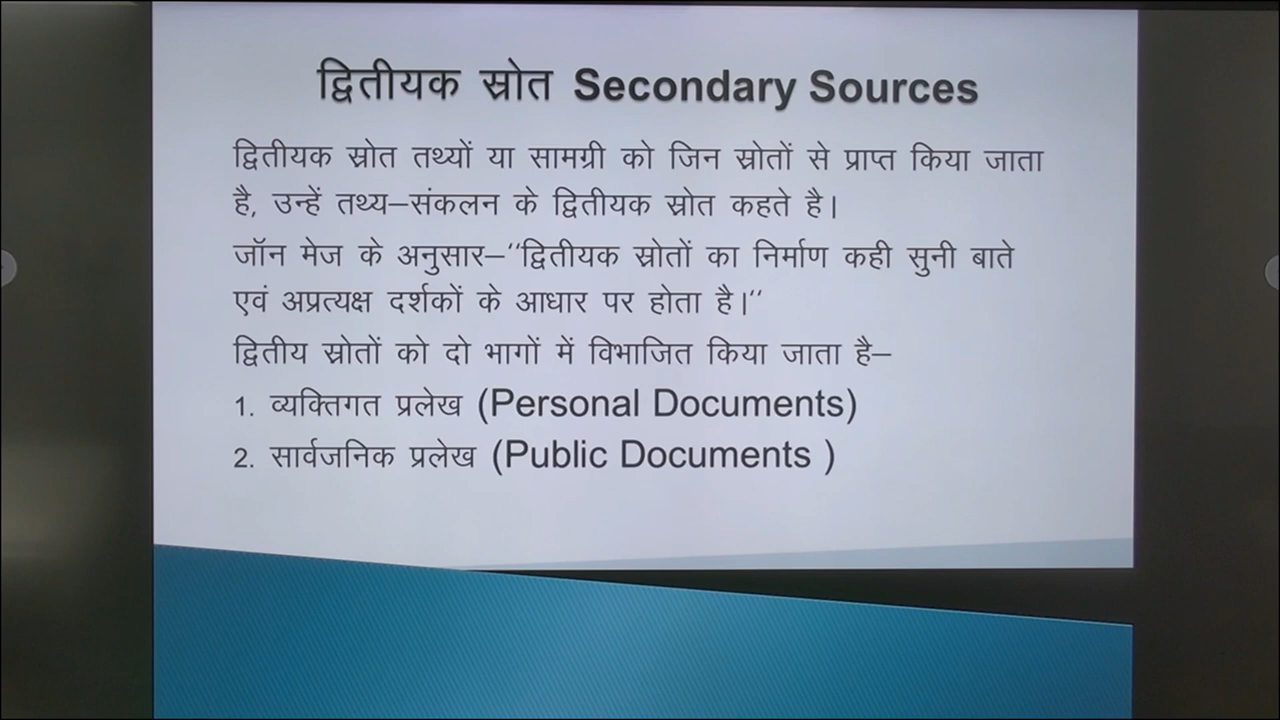 द्वितीयक स्रोत Secondary Sources
द्वितीयक स्रोत तथ्यों या सामग्री को जिन स्रोतों से प्राप्त किया जाता
है, उन्हें तथ्य–संकलन के द्वितीयक स्रोत कहते है।
जॉन मेज के अनुसार–‘‘द्वितीयक स्रोतों का निर्माण कही सुनी बाते
एवं अप्रत्यक्ष दर्शकों के आधार पर होता है।’’
द्वितीय स्रोतों को दो भागों में विभाजित किया जाता है–
1. व्यक्तिगत प्रलेख (Personal Documents)
2. सार्वजनिक प्रलेख (Public Documents )